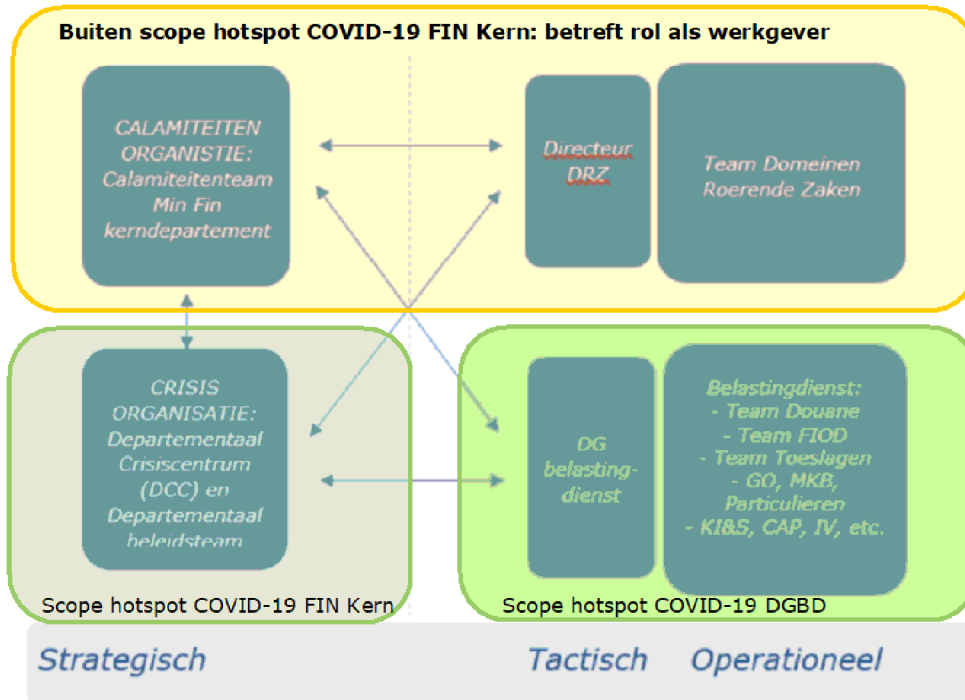 Buiten scope hotspot COVID-19 FIN Kern: betreft rol als werkgever
CALAMITEITEN
ORGANISTIE:
Calamiteitenteam
Min Fin
kerndepartement
Directeur
DRZ
Team Domeinen
Roerende Zaken
CRISIS
ORGANISATIE:
Departementaal
Crisiscentrum
(DCC) en
Departementaal
beleidsteam
DG
belasting-
dienst
Belastingdienst:
- Team Douane
- Team FIOD
- Team Toeslagen
- GO, MKB,
Particulieren
- KI&S, CAP, IV, etc.
Scope hotspot COVID-19 FIN Kern
Scope hotspot COVID-19 DGBD
Strategisch
Tactisch
Operationeel